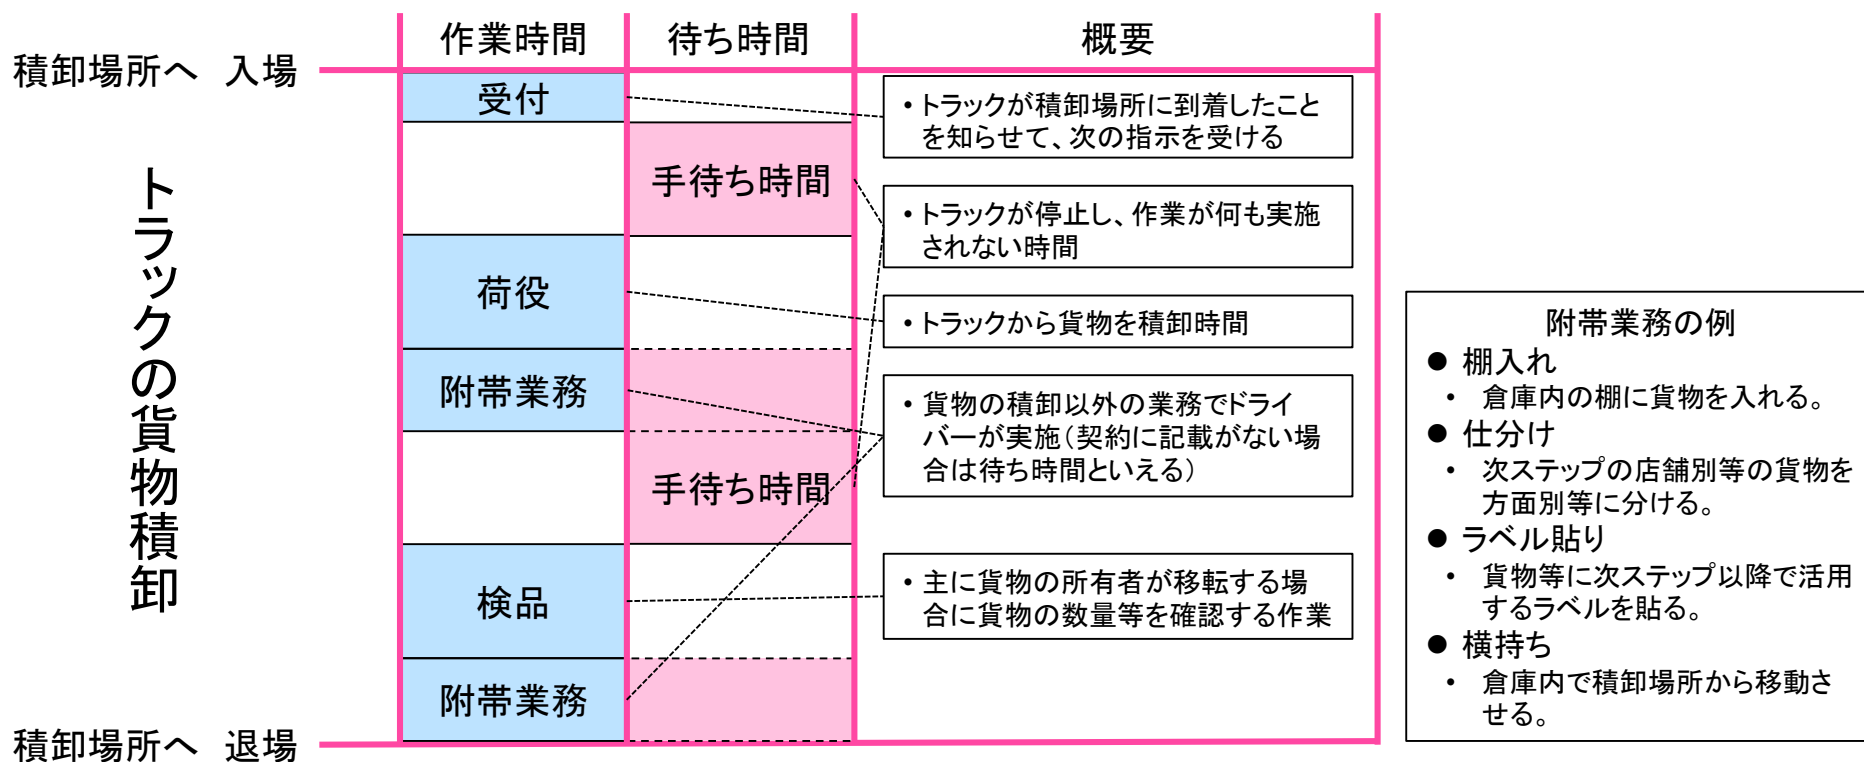 作業時間
待ち時間
概要
積卸場所へ 入場
トラックの貨物積卸
積卸場所へ 退場
受付
手待ち時間
荷役
附帯業務
手待ち時間
検品
附帯業務
・トラックが積卸場所に到着したこと
を知らせて、次の指示を受ける
・トラックが停止し、作業が何も実施
されない時間
・トラックから貨物を積卸時間
・貨物の積卸以外の業務でドライ
バーが実施（契約に記載がない場
合は待ち時間といえる）
・主に貨物の所有者が移転する場
合に貨物の数量等を確認する作業
附帯業務の例
● 棚入れ
・ 倉庫内の棚に貨物を入れる。
● 仕分け
・ 次ステップの店舗別等の貨物を
方面別等に分ける。
● ラベル貼り
・ 貨物等に次ステップ以降で活用
するラベルを貼る。
● 横持ち
・ 倉庫内で積卸場所から移動さ
せる。